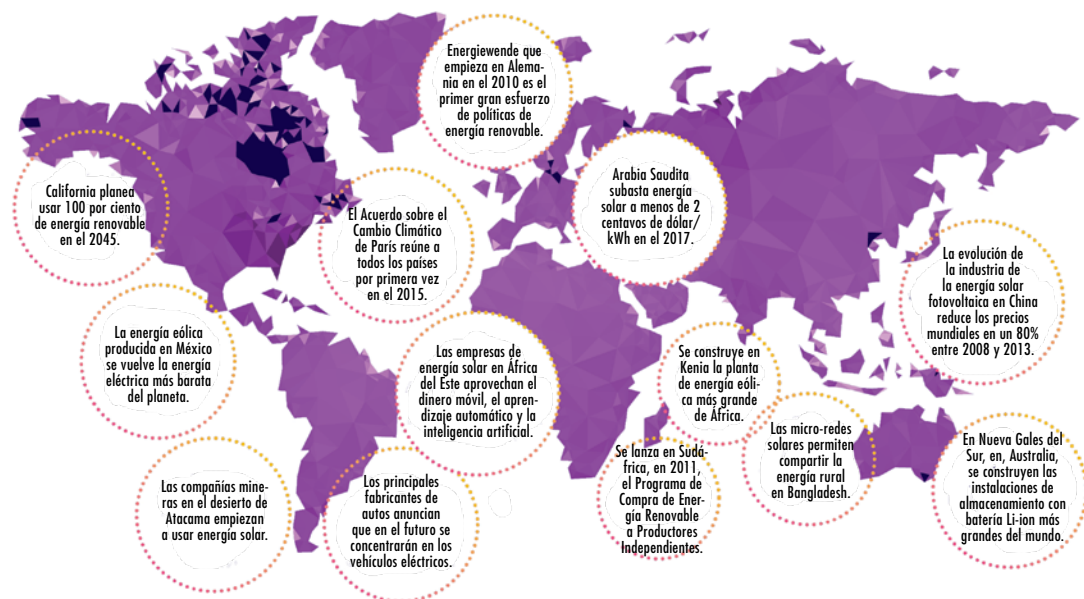 Energiewende que
empieza en Alema-
nia en el 2010 es el
primer gran esfuerzo
de políticas de
energía renovable.
California planea
usar 100 por ciento
de energía renovable
en el 2045.
El Acuerdo sobre el
Cambio Climático
de París reúne a
todos los países
por primera vez
en el 2015.
Arabia Saudita
subasta energía
solar a menos de 2
centavos de dólar/
kWh en el 2017.
La evolución de
la industria de
la energía solar
fotovoltaica en China
reduce los precios
mundiales en un 80%
entre 2008 y 2013.
La energía eólica
producida en México
se vuelve la energía
eléctrica más barata
del planeta.
Las empresas de
energía solar en África
del Este aprovechan el
dinero móvil, el apren-
dizaje automático y la
inteligencia artificial.
Se construye en
Kenia la planta
de energía eóli-
ca más grande
de África.
Las micro-redes
solares permiten
compartir la
energía rural
en Bangladesh.
En Nueva Gales del
Sur, en, Australia,
se construyen las
instalaciones de
almacenamiento con
batería Li-ion más
grandes del mundo.
Las compañías mine-
ras en el desierto de
Atacama empiezan
a usar energía solar.
Los principales
fabricantes de
autos anuncian
que en el futuro se
concentrarán en los
vehículos eléctricos.
Se lanza en Sudá-
frica, en 2011,
el Programa de
Compra de Ener-
gía Renovable
a Productores
Independientes.